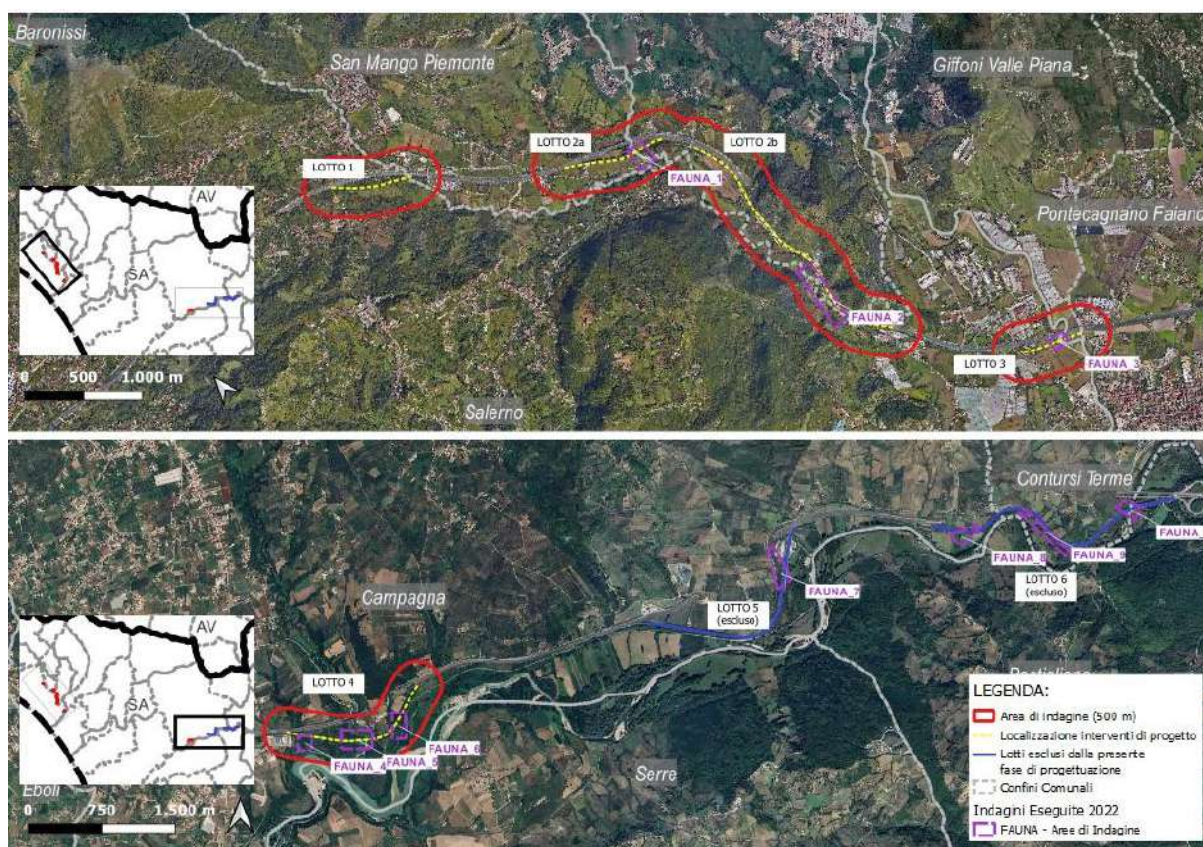 Baronissi
San Mango Piemonte
Giffoni Valle Piana
LOTTO 2a
LOTTO 2b
LOTTO 1
FAUNA_1
Pontecagnano Faiano
AV
SA
FAUNA_2
0 500 1.000 m
LOTTO 3
FAUNA_3
Salerno
Contursi Terme
FAUNA_8
FAUNA_9
LOTTO 6
(escluso)
FAUNA_7
Campagna
LOTTO 5
(escluso)
AV
SA
LOTTO 4
FAUNA_6
FAUNA_5
FAUNA_4
Serre
Eboli
0 750 1.500 m
LEGENDA:
Area di indagine (500 m)
Localizzazione interventi di progetto
Lotti esclusi dalla presente
fase di progettuazione
Confini Comunali
Indagini Eseguite 2022
FAUNA - Aree di Indagine